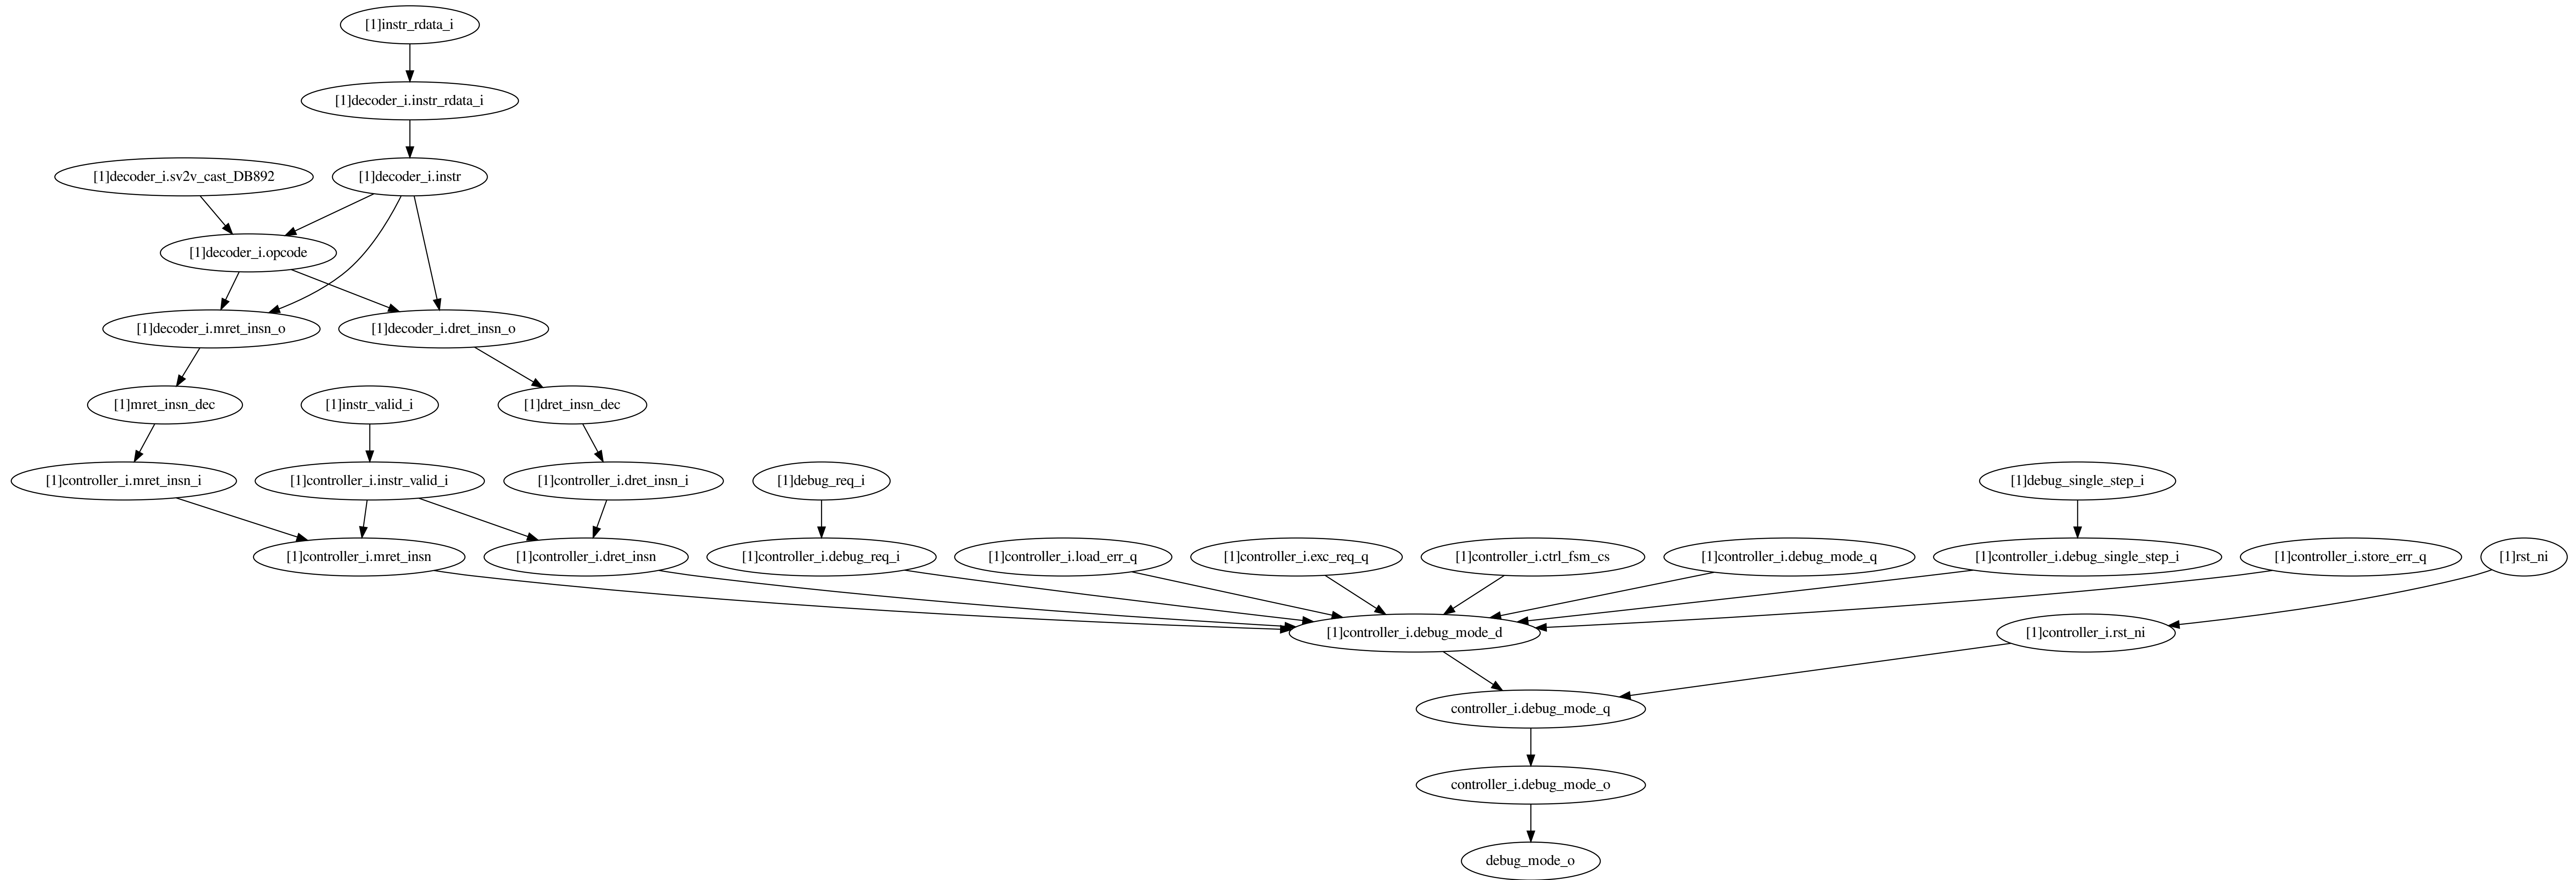 [1]instr_rdata_i
[1]decoder_i.instr_rdata_i
[1]decoder_i.sv2v_cast_DB892
[1]decoder_i.instr
[1]decoder_i.opcode
[1]decoder_i.mret_insn_o
[1]decoder_i.dret_insn_o
[1]mret_insn_dec
[1]instr_valid_i
[1]dret_insn_dec
[1]controller_i.mret_insn_i
[1]controller_i.instr_valid_i
[1]controller_i.dret_insn_i
[1]debug_req_i
[1]debug_single_step_i
[1]controller_i.mret_insn
[1]controller_i.dret_insn
[1]controller_i.debug_req_i
[1]controller_i.load_err_q
[1]controller_i.exc_req_q
[1]controller_i.ctrl_fsm_cs
[1]controller_i.debug_mode_q
[1]controller_i.debug_single_step_i
[1]controller_i.store_err_q
[1]rst_ni
[1]controller_i.debug_mode_d
[1]controller_i.rst_ni
controller_i.debug_mode_q
controller_i.debug_mode_o
debug_mode_o